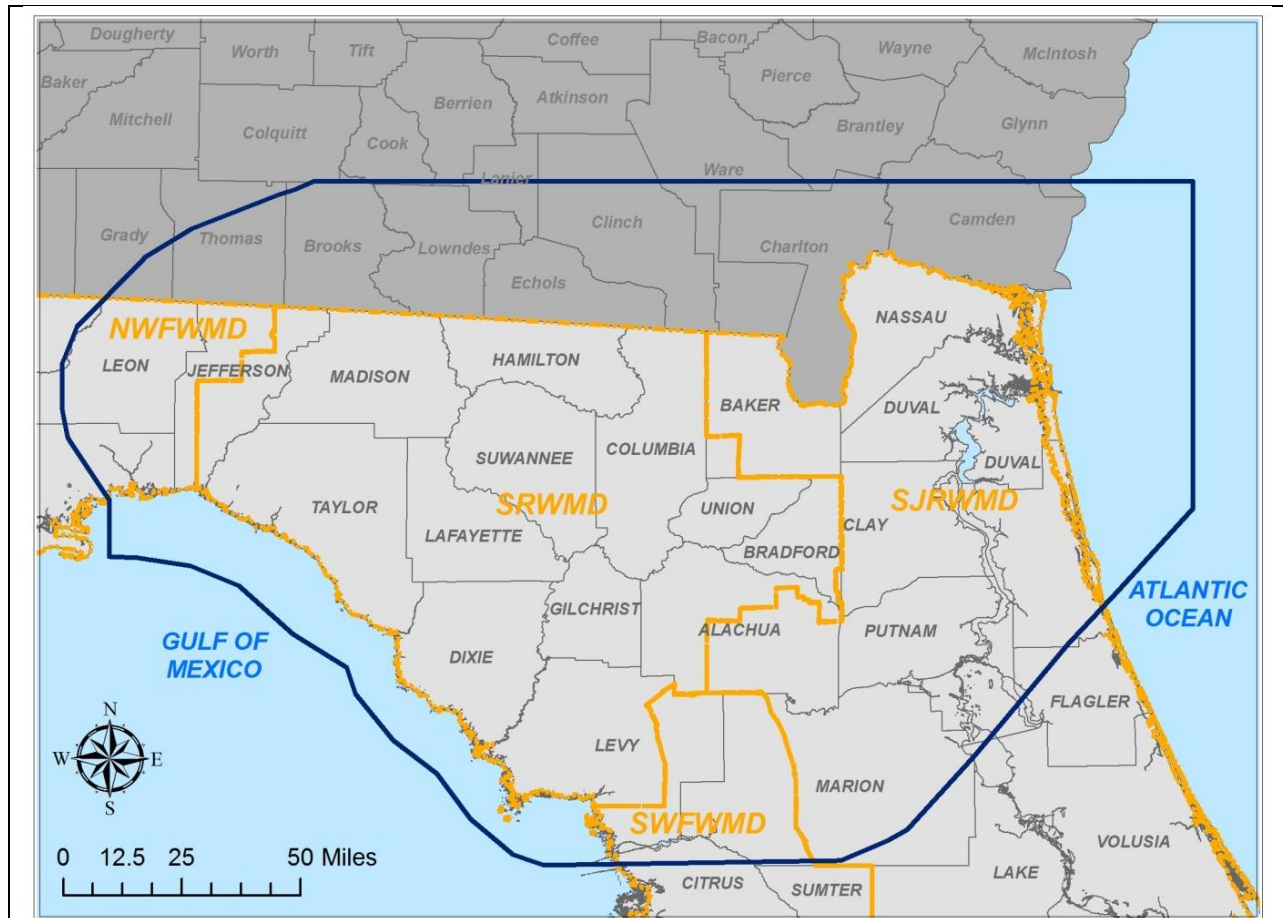 Dougherty
Worth
Tift
Coffee
Bacon
Wayne
McIntosh
Baker
Berrien
Atkinson
Pierce
Mitchell
Colquitt
Cook
Brantley
Glynn
Lanier
Ware
Grady
Thomas
Brooks
Lowndes
Clinch
Charlton
Camden
Echols
NWFWMD
NASSAU
LEON
JEFFERSON
MADISON
HAMILTON
BAKER
DUVAL
SUWANNEE
COLUMBIA
DUVAL
TAYLOR
SRWMD
UNION
SJRWMD
LAFAYETTE
CLAY
BRADFORD
GILCHRIST
ATLANTIC
OCEAN
GULF OF
MEXICO
DIXIE
ALACHUA
PUTNAM
FLAGLER
N
W
E
S
LEVY
MARION
SWFWMD
VOLUSIA
0 12.5 25 50 Miles
CITRUS
SUMTER
LAKE